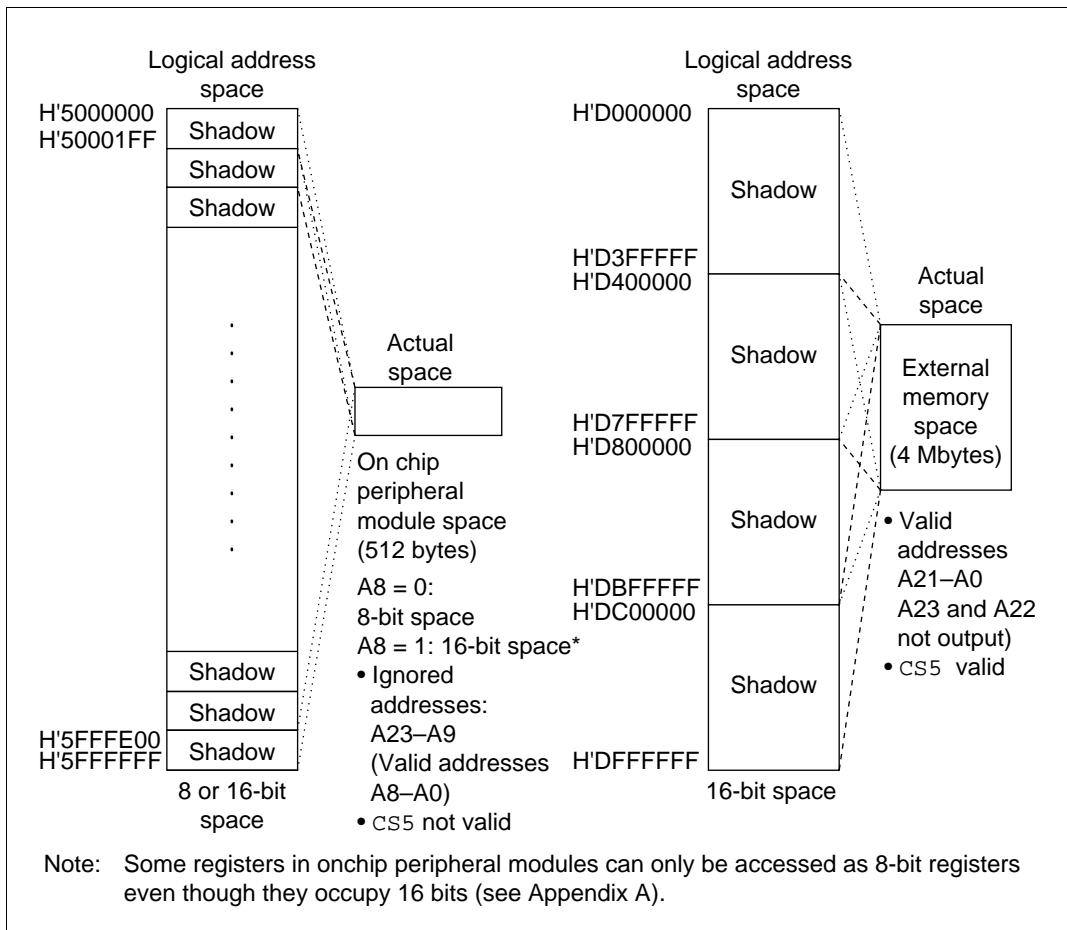 Logical address
space
H'5000000
H'50001FF
Shadow
Shadow
Shadow
Shadow
Shadow
H'5FFFE00
H'5FFFFFF
Shadow
8 or 16-bit
space
Actual
space
On chip
peripheral
module space
(512 bytes)
A8 = 0:
8-bit space
A8 = 1: 16-bit space*
• Ignored
addresses:
A23–A9
(Valid addresses
A8–A0)
• CS5 not valid
Logical address
space
H'D000000
Shadow
H'D3FFFFF
H'D400000
Shadow
H'D7FFFFF
H'D800000
Shadow
H'DBFFFFF
H'DC00000
Shadow
H'DFFFFFF
16-bit space
Actual
space
External
memory
space
(4 Mbytes)
• Valid
addresses
A21–A0
A23 and A22
not output)
• CS5 valid
Note: Some registers in onchip peripheral modules can only be accessed as 8-bit registers
even though they occupy 16 bits (see Appendix A).